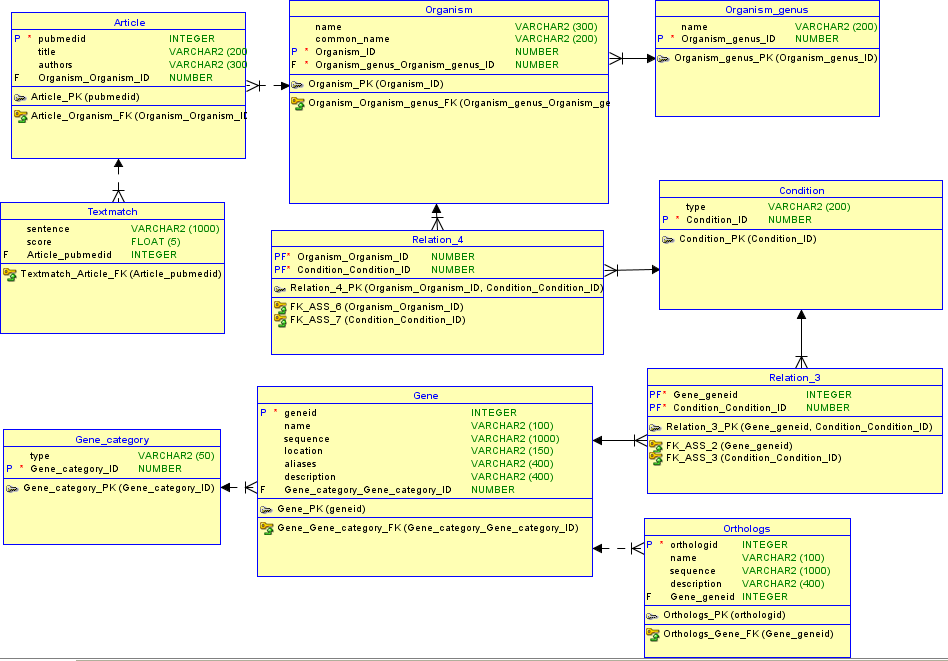 Article
P * pubmedid INTEGER
title VARCHAR2 (200
authors VARCHAR2 (300
F Organism_Organism_ID NUMBER
Article_PK (pubmedid)
Article_Organism_FK (Organism_Organism_I
Organism
name VARCHAR2 (300)
common_name VARCHAR2 (200)
P * Organism_ID NUMBER
F * Organism_genus_Organism_genus_ID NUMBER
Organism_PK (Organism_ID)
Organism_Organism_genus_FK (Organism_genus_Organism_ge
Organism_genus
name VARCHAR2 (200)
P * Organism_genus_ID NUMBER
Organism_genus_PK (Organism_genus_ID)
Textmatch
sentence VARCHAR2 (1000)
score FLOAT (5)
F Article_pubmedid INTEGER
Textmatch_Article_FK (Article_pubmedid)
Relation_4
PF* Organism_Organism_ID NUMBER
PF* Condition_Condition_ID NUMBER
Relation_4_PK (Organism_Organism_ID, Condition_Condition_ID)
FK_ASS_6 (Organism_Organism_ID)
FK_ASS_7 (Condition_Condition_ID)
Condition
type VARCHAR2 (200)
P * Condition_ID NUMBER
Condition_PK (Condition_ID)
Relation_3
PF* Gene_geneid INTEGER
PF* Condition_Condition_ID NUMBER
Relation_3_PK (Gene_geneid, Condition_Condition_ID)
FK_ASS_2 (Gene_geneid)
FK_ASS_3 (Condition_Condition_ID)
Gene
P * geneid INTEGER
name VARCHAR2 (100)
sequence VARCHAR2 (1000)
location VARCHAR2 (150)
aliases VARCHAR2 (400)
description VARCHAR2 (400)
F Gene_category_Gene_category_ID NUMBER
Gene_PK (geneid)
Gene_Gene_category_FK (Gene_category_Gene_category_ID)
Gene_category
type VARCHAR2 (50)
P * Gene_category_ID NUMBER
Gene_category_PK (Gene_category_ID)
Orthologs
P * orthologid INTEGER
name VARCHAR2 (100)
sequence VARCHAR2 (1000)
description VARCHAR2 (400)
F Gene_geneid INTEGER
Orthologs_PK (orthologid)
Orthologs_Gene_FK (Gene_geneid)